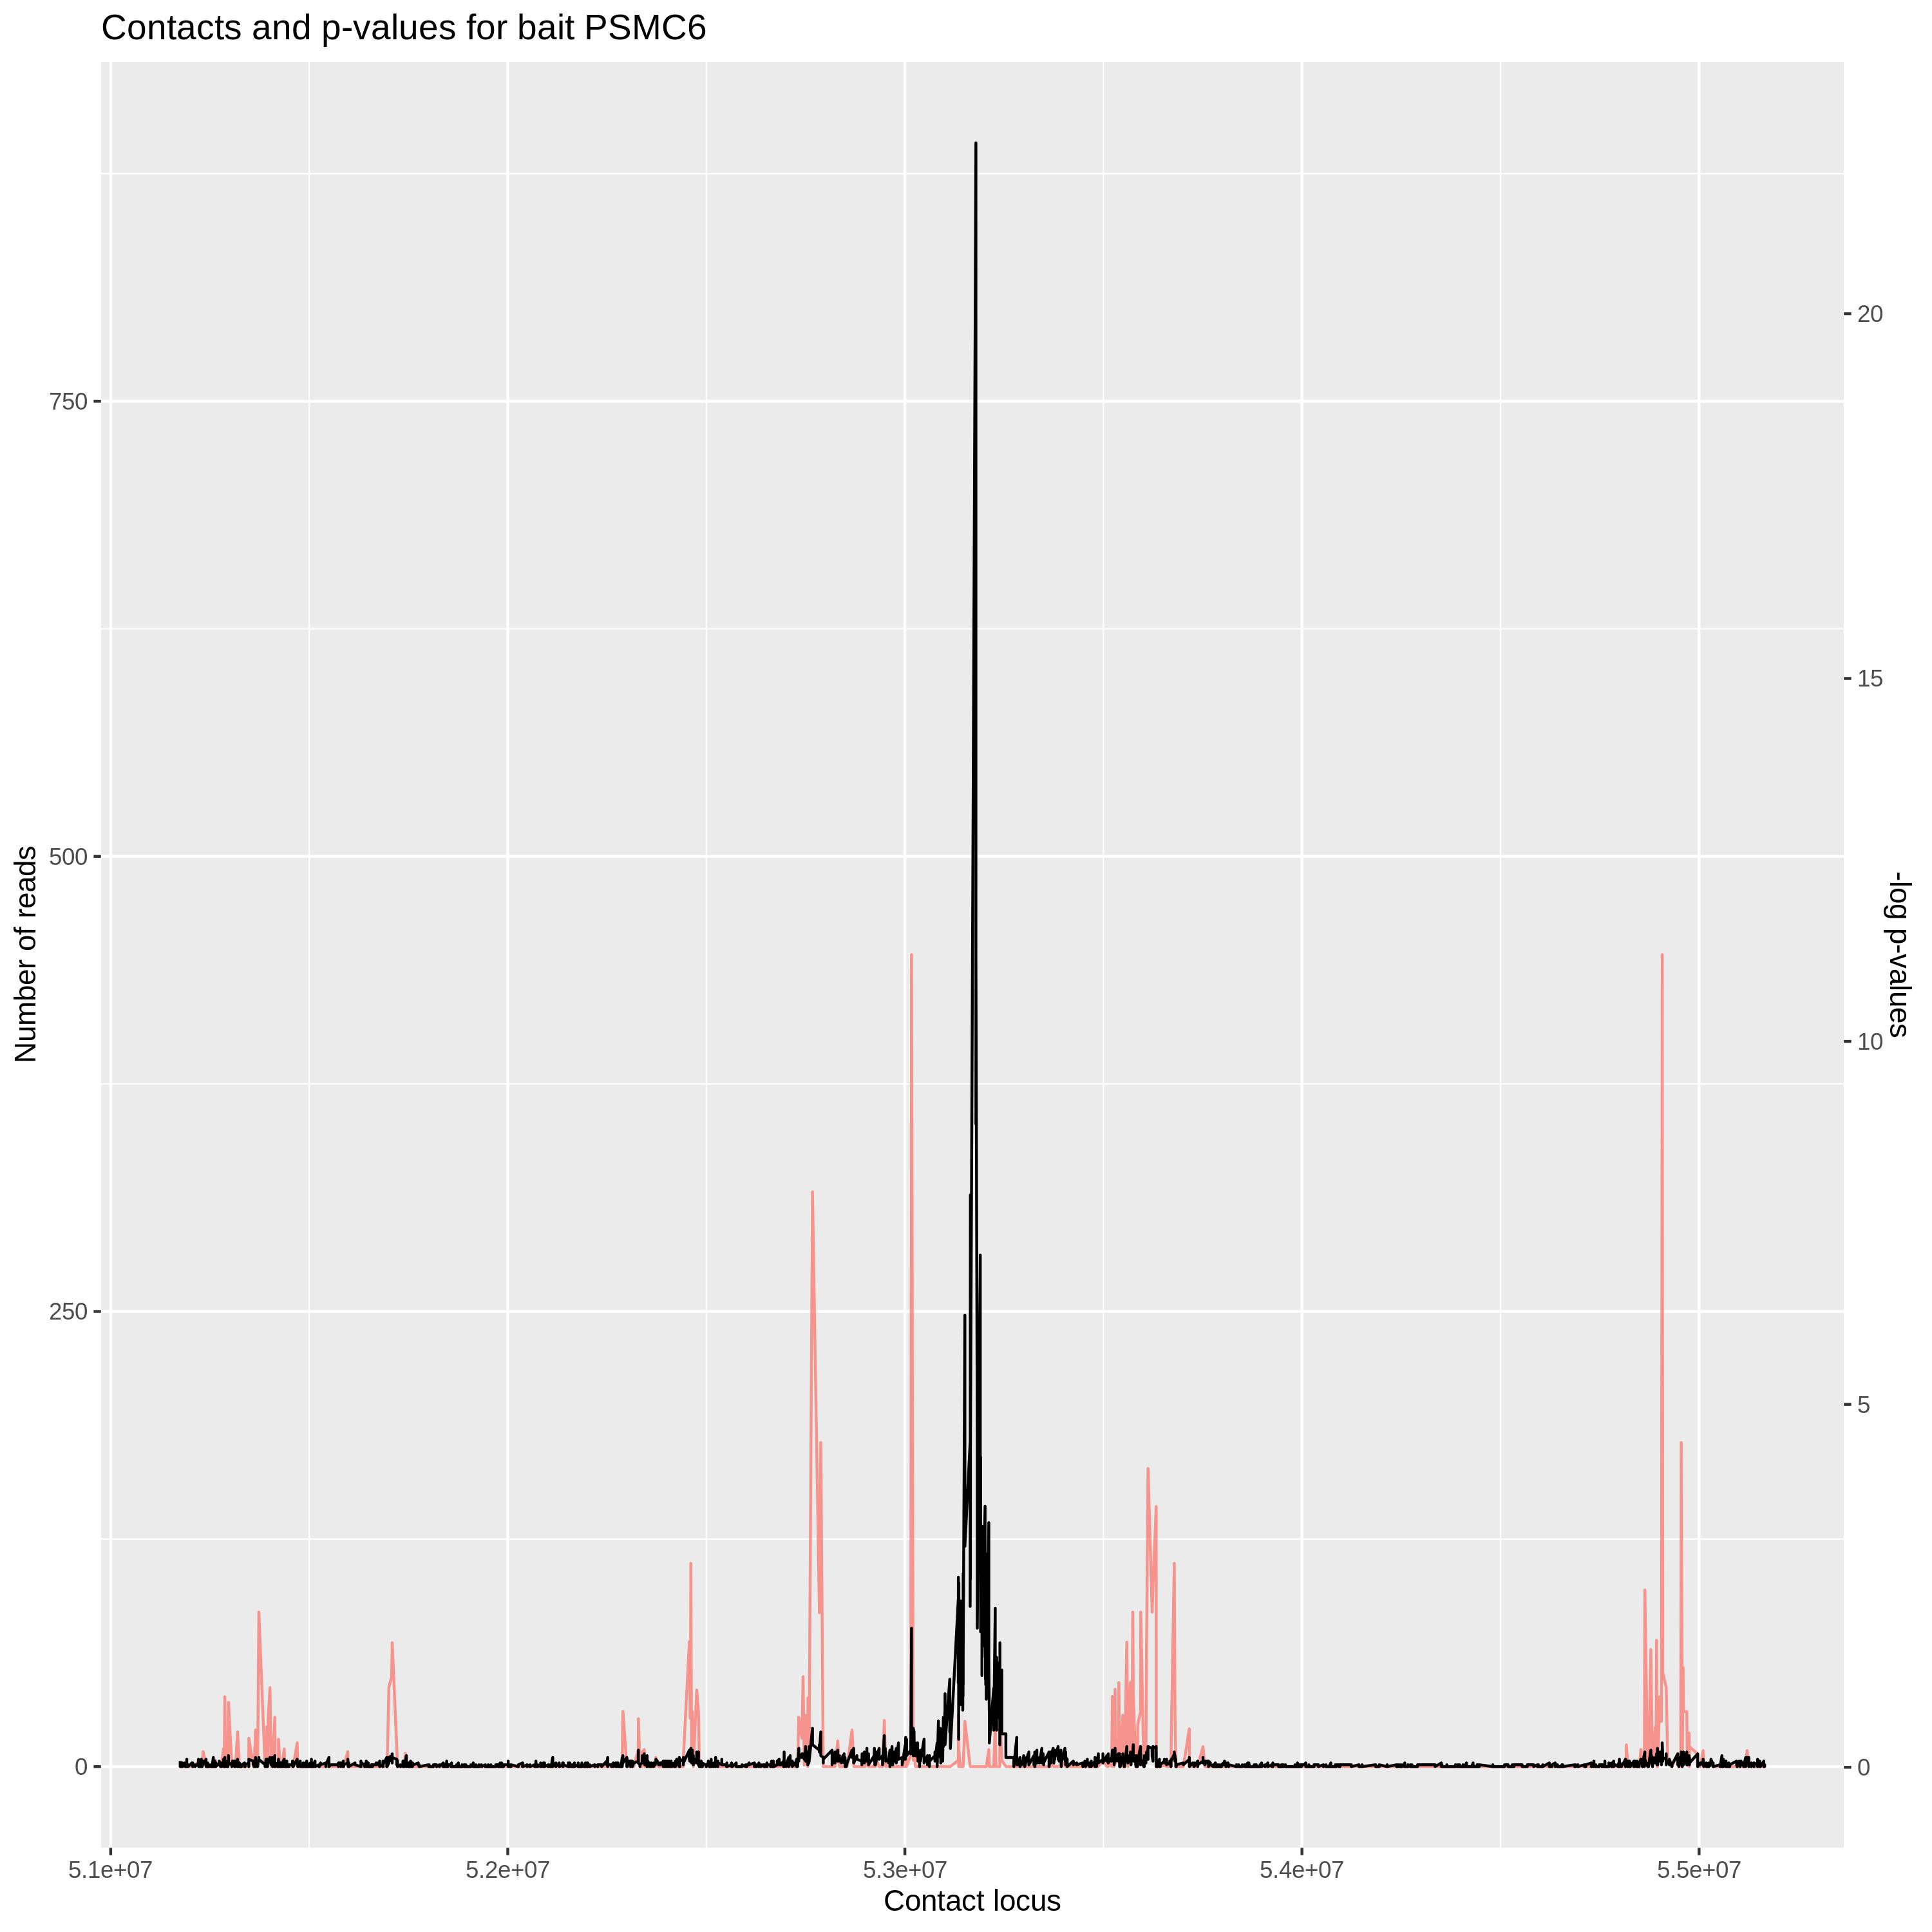 Contacts and p-values for bait PSMC6
Number of reads
750
500
250
0
20
15
10
5
0
-log p-values
5.1e+07
5.2e+07
5.3e+07
5.4e+07
5.5e+07
Contact locus